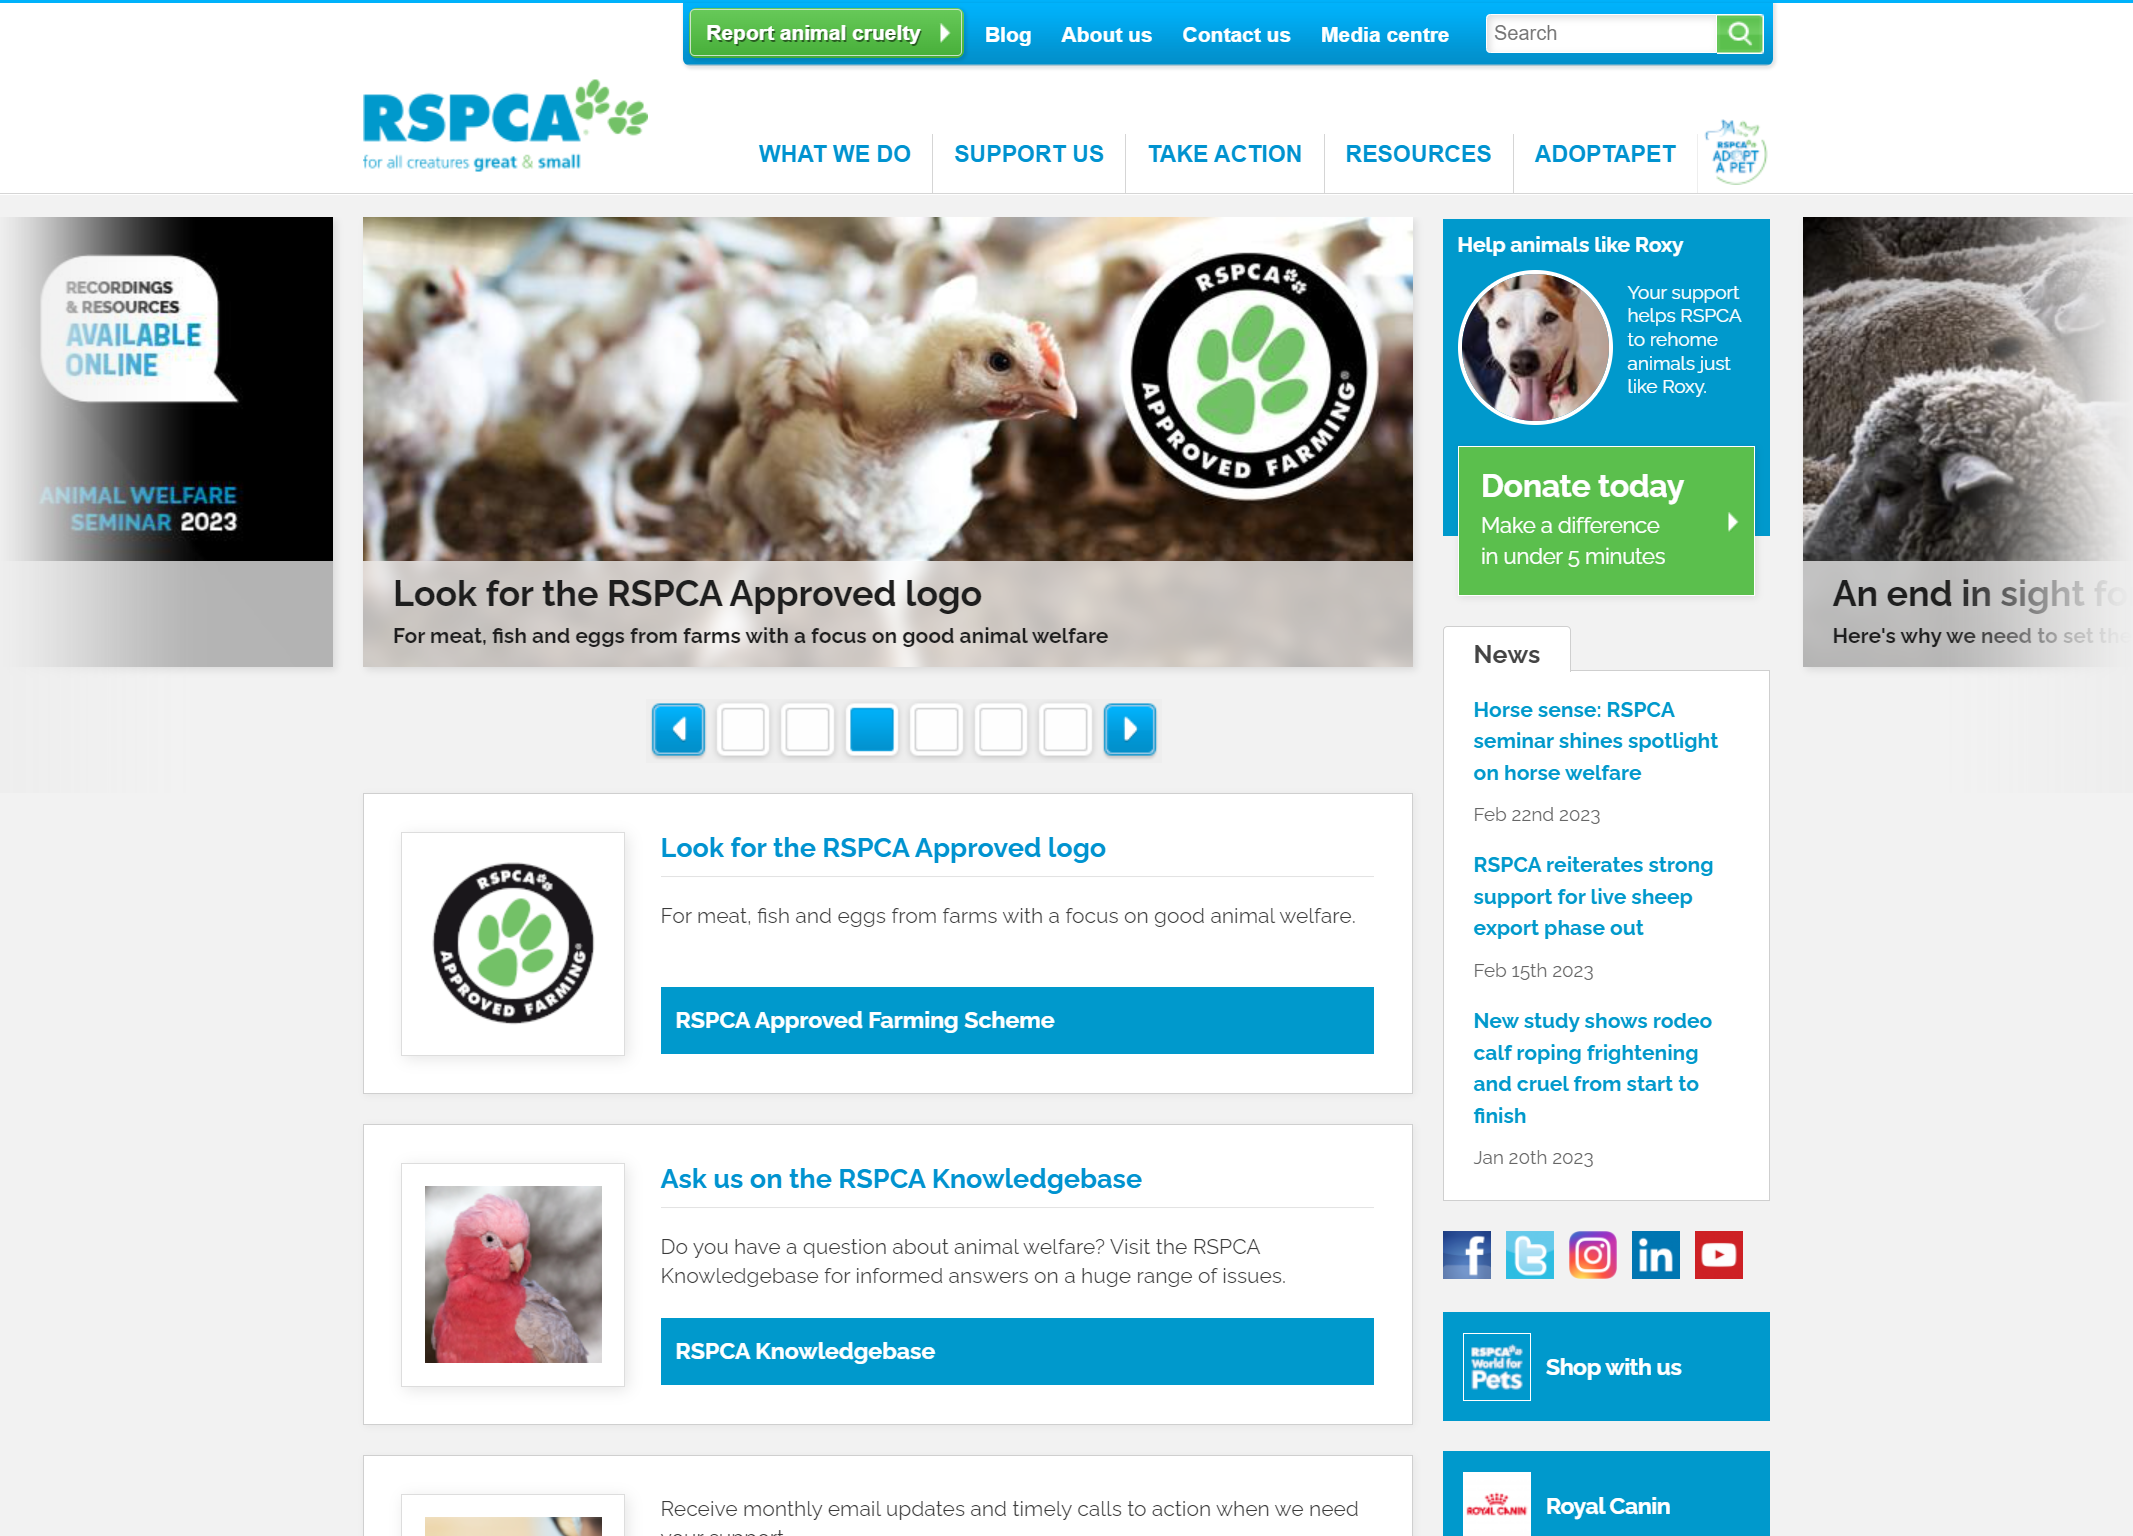 Report animal cruelty
Blog
About us
Contact us
Media centre
Search
RSPCA
for all creatures great & small
WHAT WE DO
SUPPORT US
TAKE ACTION
RESOURCES
ADOPTAPET
RSPCA
ADOPT
A PET
RECORDINGS
& RESOURCES
AVAILABLE
ONLINE
ANIMAL WELFARE
SEMINAR 2023
RSPCA
APPROVED FARMING
Look for the RSPCA Approved logo
For meat, fish and eggs from farms with a focus on good animal welfare
Help animals like Roxy
Your support
helps RSPCA
to rehome
animals just
like Roxy.
Donate today
Make a difference
in under 5 minutes
An end in sight fo
Here's why we need to set the
News
Horse sense: RSPCA
seminar shines spotlight
on horse welfare
Feb 22nd 2023
RSPCA reiterates strong
support for live sheep
export phase out
Feb 15th 2023
New study shows rodeo
calf roping frightening
and cruel from start to
finish
Jan 20th 2023
RSPCA
APPROVED FARMING
Look for the RSPCA Approved logo
For meat, fish and eggs from farms with a focus on good animal welfare.
RSPCA Approved Farming Scheme
Ask us on the RSPCA Knowledgebase
Do you have a question about animal welfare? Visit the RSPCA
Knowledgebase for informed answers on a huge range of issues.
RSPCA Knowledgebase
RSPCA
World for
Pets
Shop with us
ROYAL CANIN
Royal Canin
Receive monthly email updates and timely calls to action when we need
your support